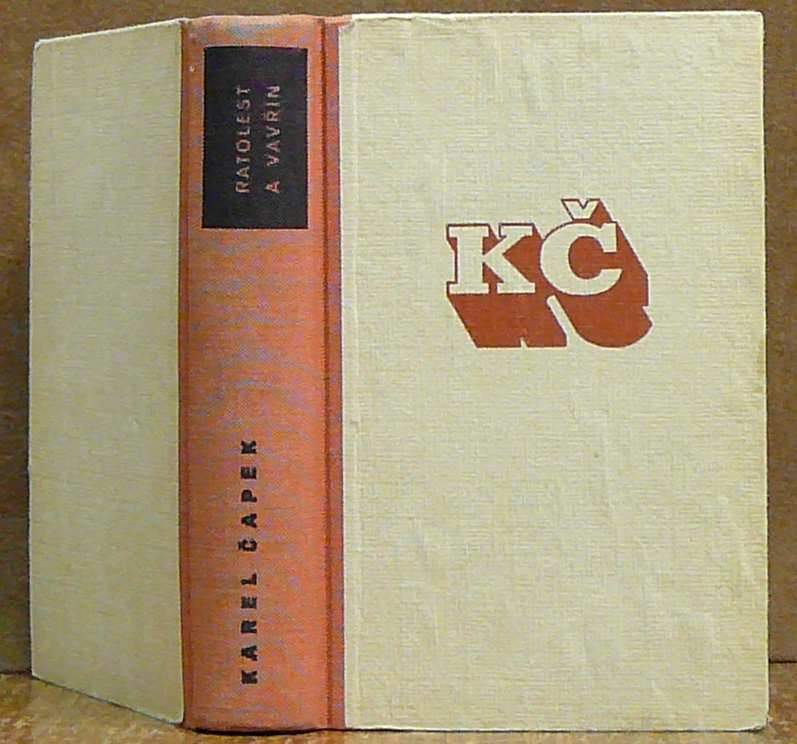 RATOLEST
A VAVŘÍN
KAREL ČAPEK
KČ